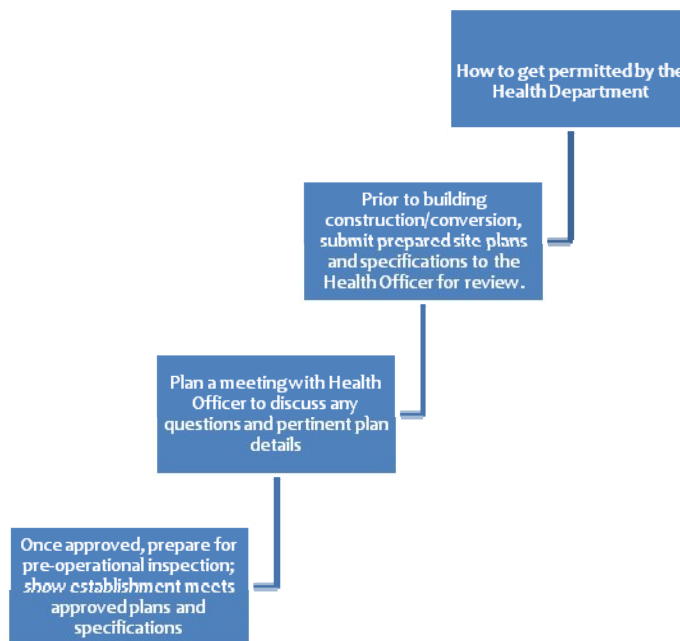 How to get permitted by the
Health Department
Prior to building
construction/conversion,
submit prepared site plans
and specifications to the
Health Officer for review.
Plan a meeting with Health
Officer to discuss any
questions and pertinent plan
details
Once approved, prepare for
pre-operational inspection;
show establishment meets
approved plans and
specifications